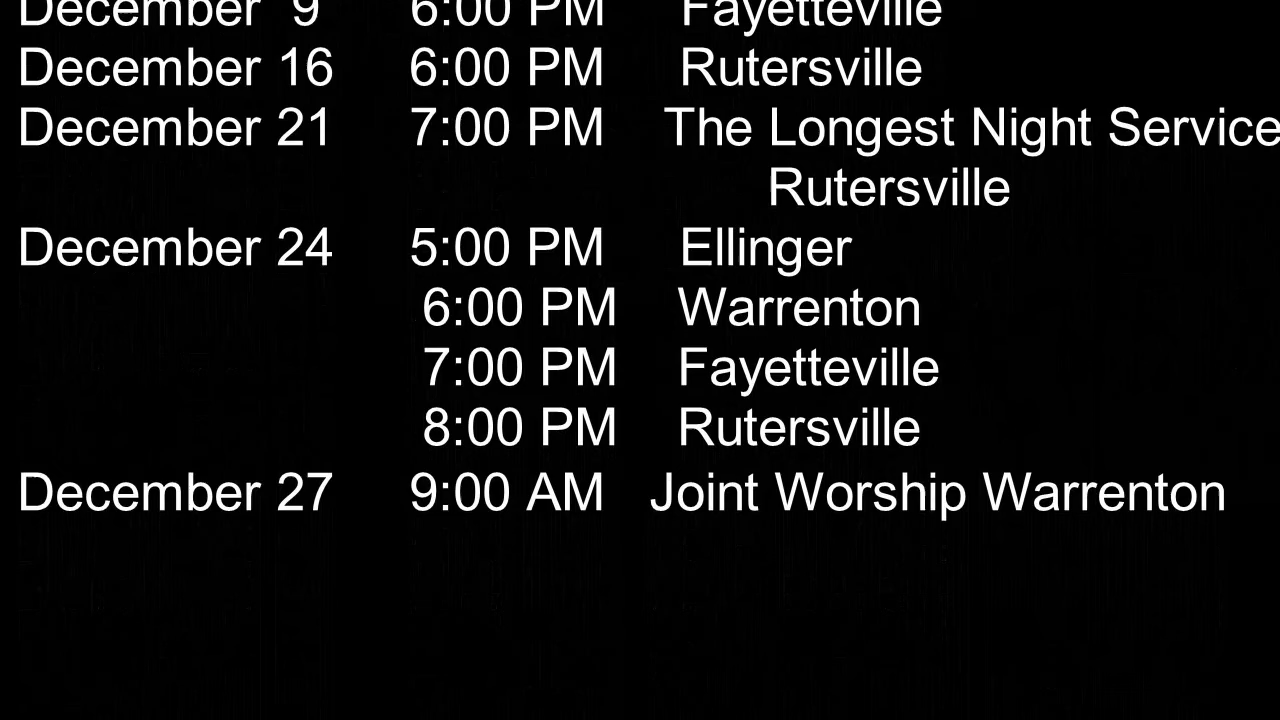 December 9 6:00 PM Fayetteville
December 16 6:00 PM Rutersville
December 21 7:00 PM The Longest Night Service
Rutersville
December 24 5:00 PM Ellinger
6:00 PM Warrenton
7:00 PM Fayetteville
8:00 PM Rutersville
December 27 9:00 AM Joint Worship Warrenton